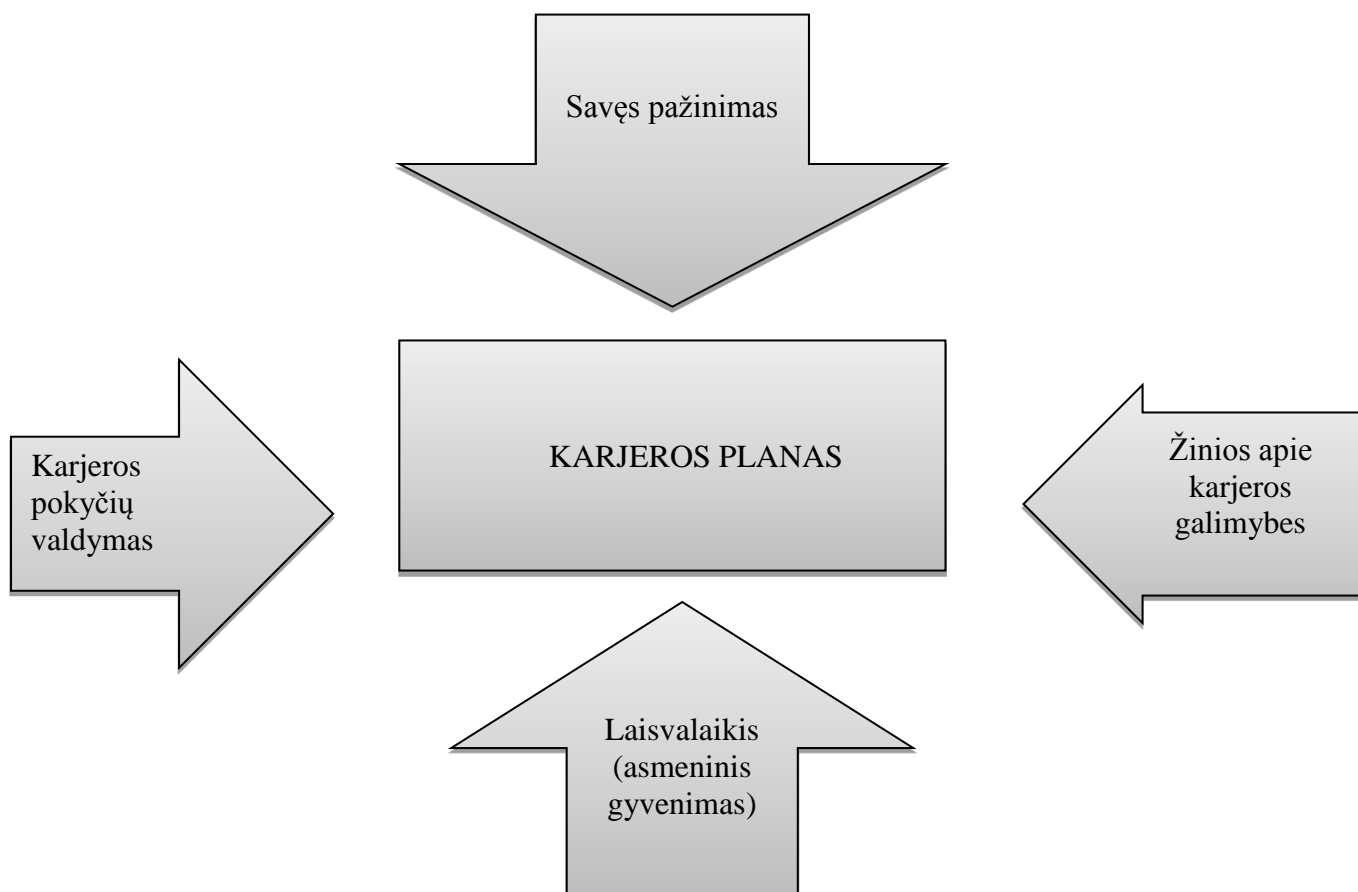 Savęs pažinimas
KARJEROS PLANAS
Karjeros
pokyčių
valdymas
Žinios apie
karjeros
galimybes
Laisvalaikis
(asmeninis
gyvenimas)